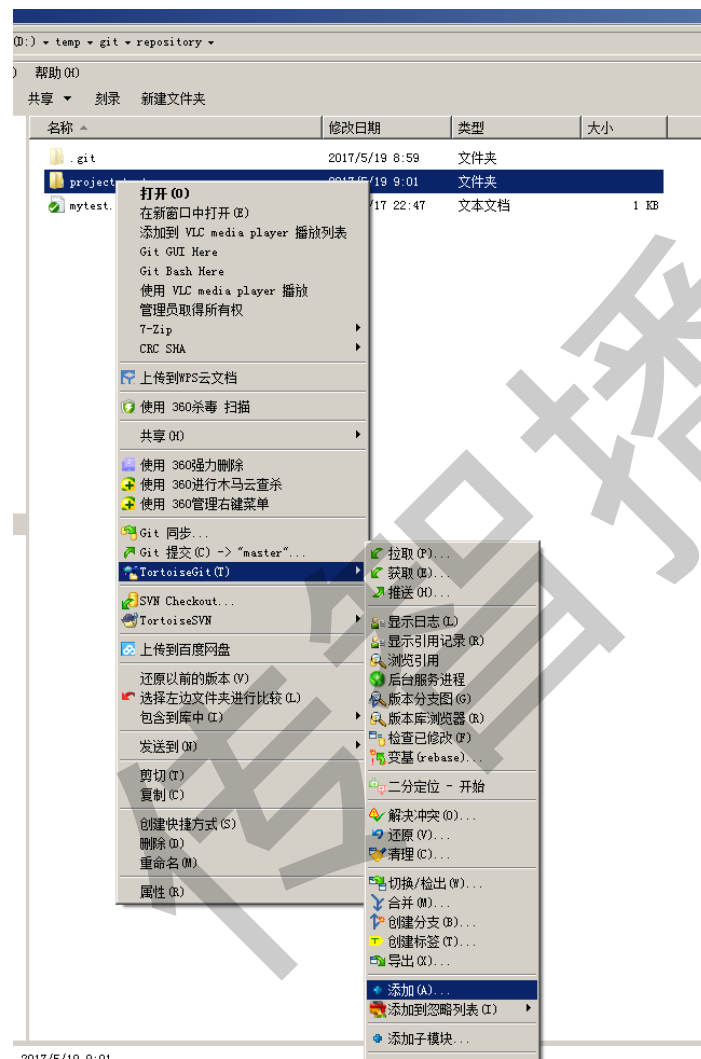 (D:) ▾ temp ▾ git ▾ repository ▾
) 帮助(H)
共享 ▼ 刻录 新建文件夹
名称 修改日期 类型 大小
.git 2017/5/19 8:59 文件夹
project 2017/5/19 9:01 文件夹
mytest. /17 22:47 文本文档 1 KB
打开(O)
在新窗口中打开(E)
添加到 VLC media player 播放列表
Git GUI Here
Git Bash Here
使用 VLC media player 播放
管理员取得所有权
7-Zip
CRC SHA
上传到WPS云文档
使用 360杀毒 扫描
共享(H)
使用 360强力删除
使用 360进行木马云查杀
使用 360管理右键菜单
Git 同步...
Git 提交(C) -> "master"...
TortoiseGit(T)
SVN Checkout...
TortoiseSVN
上传到百度网盘
还原以前的版本(V)
选择左边文件夹进行比较(L)
包含到库中(I)
发送到(N)
剪切(T)
复制(C)
创建快捷方式(S)
删除(D)
重命名(M)
属性(R)
拉取(P)...
获取(E)...
推送(H)...
显示日志(L)
显示引用记录(R)
浏览引用
后台服务进程
版本分支图(G)
版本库浏览器(R)
检查已修改(F)
变基(rebase)...
二分定位 - 开始
解决冲突(O)...
还原(V)...
清理(C)...
切换/检出(W)...
合并(M)...
创建分支(B)...
创建标签(T)...
导出(X)...
添加(A)...
添加到忽略列表(I)
添加子模块...
2017/5/19 9:01
传智播